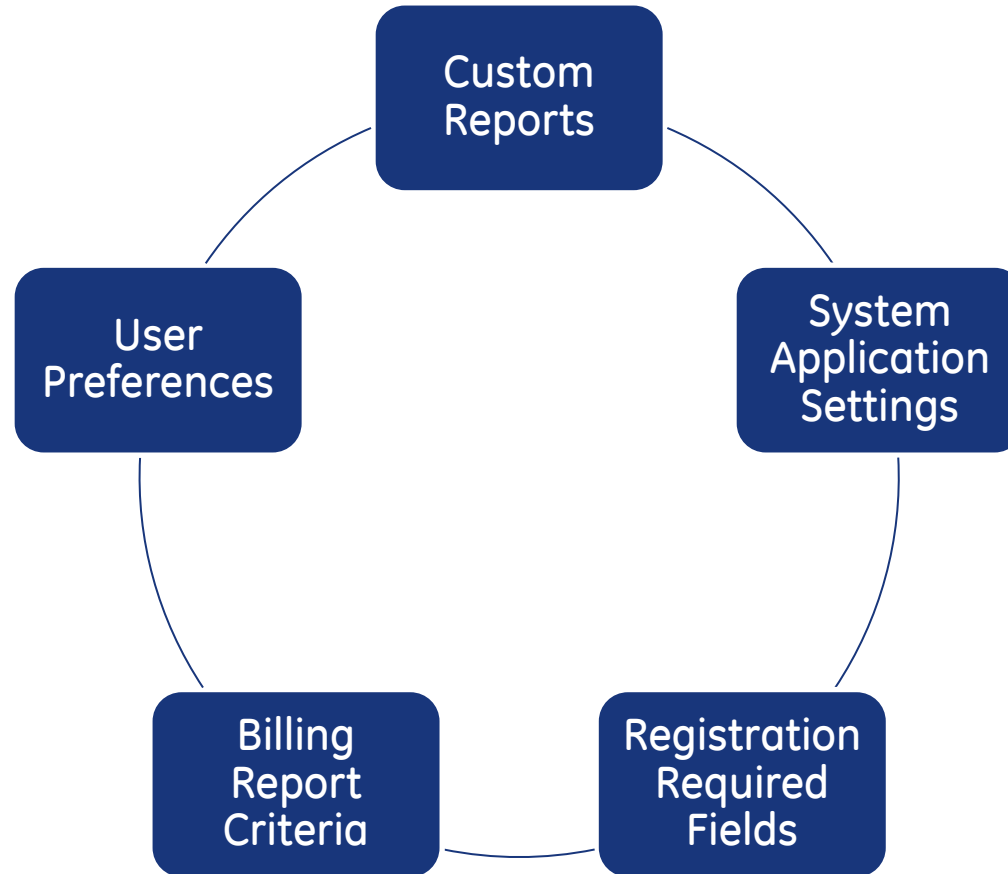 Custom
Reports
System
Application
Settings
Registration
Required
Fields
Billing
Report
Criteria
User
Preferences